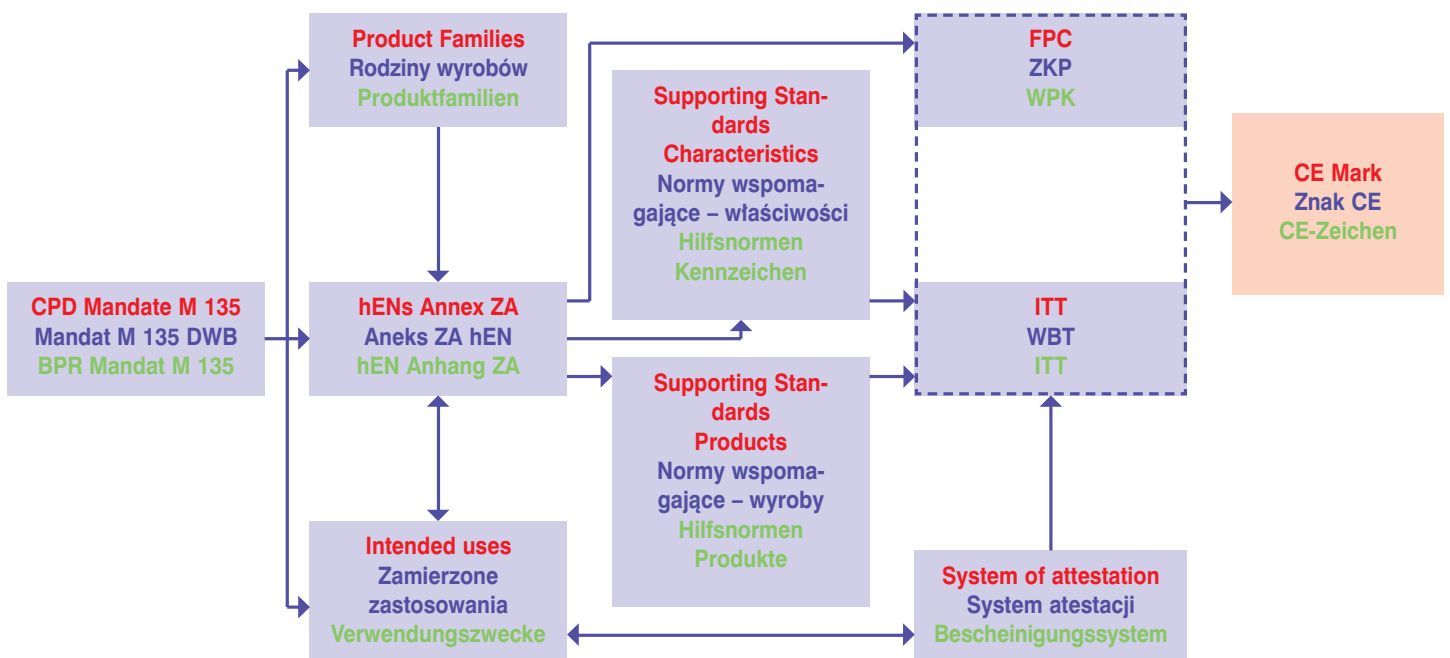 Product Families
Rodziny wyrobów
Produktfamilien
FPC
ZKP
WPK
Supporting Stan-
dards
Characteristics
Normy wspoma-
gające – właściwości
Hilfsnormen
Kennzeichen
CE Mark
Znak CE
CE-Zeichen
CPD Mandate M 135
Mandat M 135 DWB
BPR Mandat M 135
hENs Annex ZA
Aneks ZA hEN
hEN Anhang ZA
ITT
WBT
ITT
Supporting Stan-
dards
Products
Normy wspoma-
gające – wyroby
Hilfsnormen
Produkte
Intended uses
Zamierzone
zastosowania
Verwendungszwecke
System of attestation
System atestacji
Bescheinigungssystem